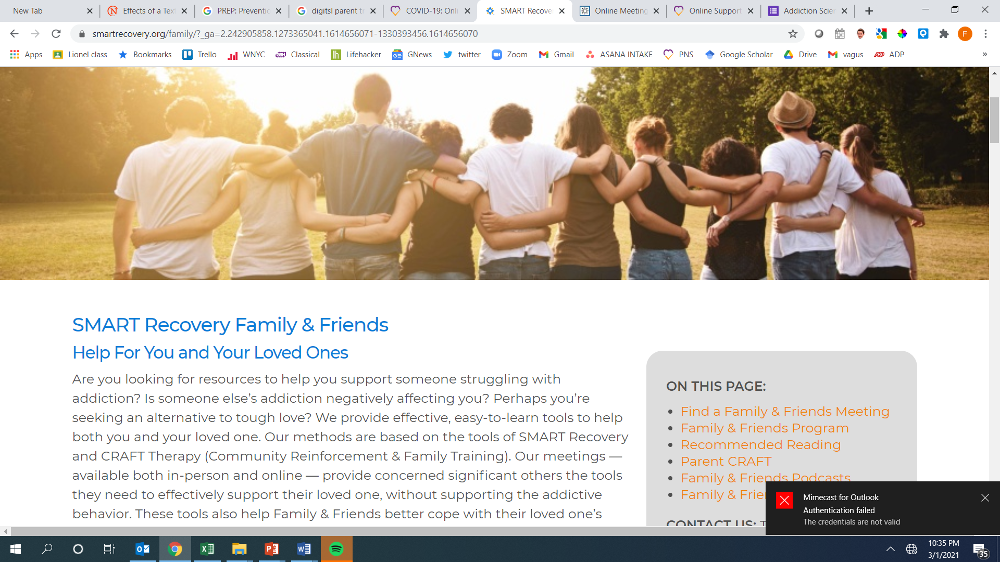 New Tab
Effects of a Text
PREP: Preventio
digitsl parent tr
COVID-19: Onli
SMART Recove
Online Meeting
Online Support
Addiction Scien
smartrecovery.org/family/?_ga=2.242905858.1273365041.1614656071-1330393456.1614656070
F
Apps
Lionel class
Bookmarks
Trello
WNYC
Classical
Lifehacker
GNews
twitter
Zoom
Gmail
ASANA INTAKE
PNS
Google Scholar
Drive
vagus
ADP
SMART Recovery Family & Friends
Help For You and Your Loved Ones
Are you looking for resources to help you support someone struggling with
addiction? Is someone else’s addiction negatively affecting you? Perhaps you’re
seeking an alternative to tough love? We provide effective, easy-to-learn tools to help
both you and your loved one. Our methods are based on the tools of SMART Recovery
and CRAFT Therapy (Community Reinforcement & Family Training). Our meetings —
available both in-person and online — provide concerned significant others the tools
they need to effectively support their loved one, without supporting the addictive
behavior. These tools also help Family & Friends better cope with their loved one’s
ON THIS PAGE:
Find a Family & Friends Meeting
Family & Friends Program
Recommended Reading
Parent CRAFT
Family & Friends Podcasts
Family & Frie
CONTACT US:
Mimecast for Outlook
Authentication failed
The credentials are not valid
10:35 PM
3/1/2021
35